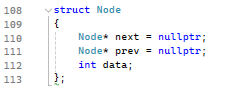 108 struct Node
109 {
110 Node* next = nullptr;
111 Node* prev = nullptr;
112 int data;
113 };